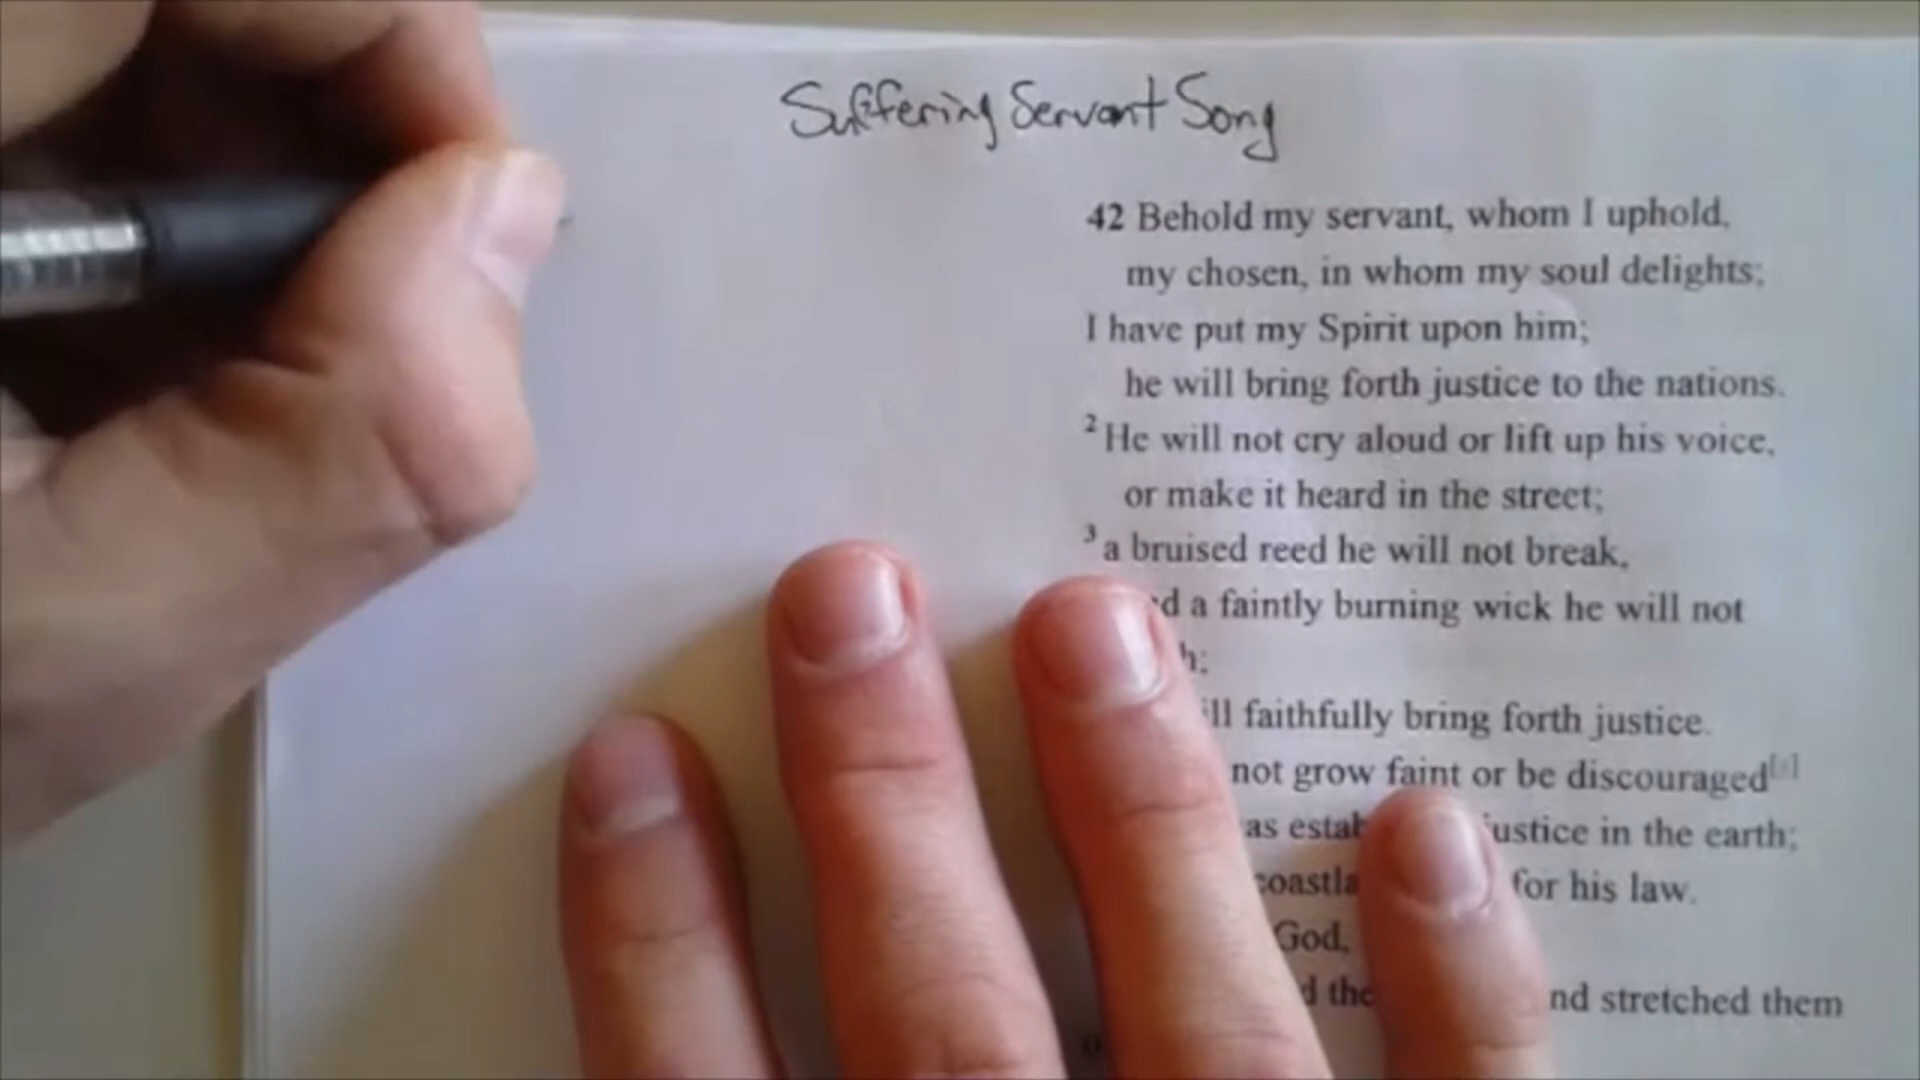 Suffering Servant Song
42 Behold my servant, whom I uphold,
my chosen, in whom my soul delights;
I have put my Spirit upon him;
he will bring forth justice to the nations.
2 He will not cry aloud or lift up his voice,
or make it heard in the street;
3 a bruised reed he will not break,
a faintly burning wick he will not
faithfully bring forth justice.
not grow faint or be discouraged
as justice in the earth;
for his law.
God,
stretched them